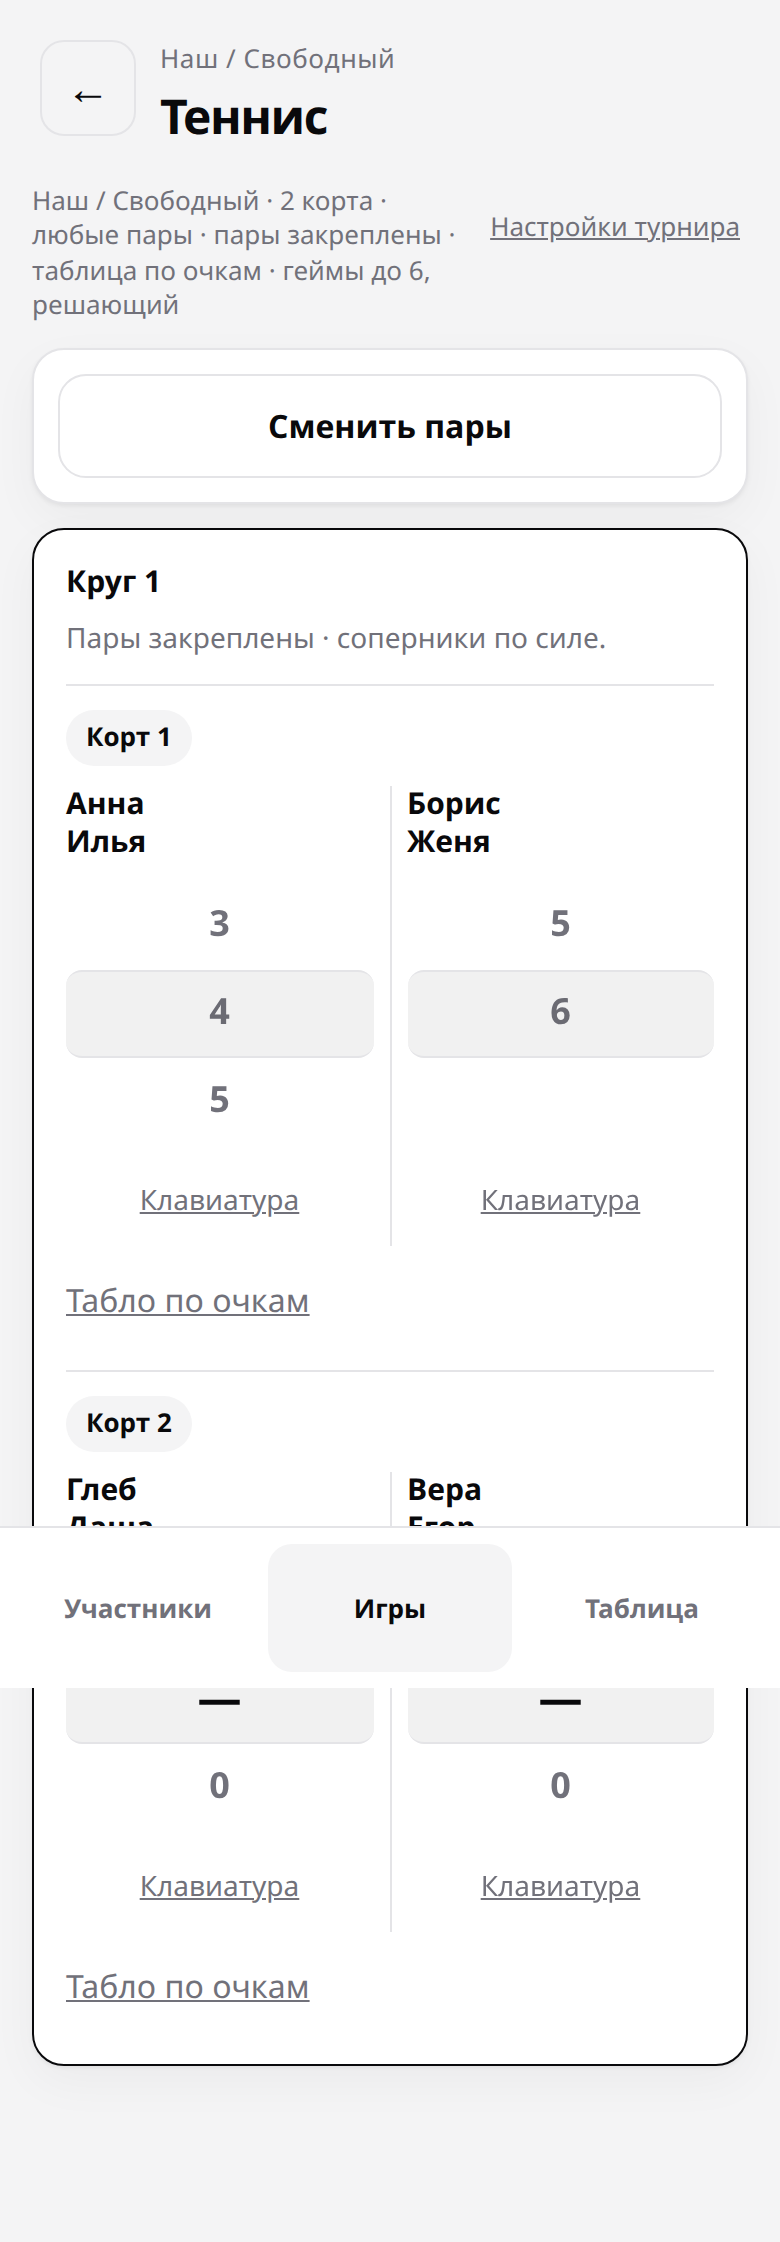 ←
Наш / Свободный
Теннис
Наш / Свободный · 2 корта ·
любые пары · пары закреплены ·
таблица по очкам · геймы до 6,
решающий
Настройки турнира
Сменить пары
Круг 1
Пары закреплены · соперники по силе.
Корт 1
Анна
Илья
Борис
Женя
3
5
4
6
5
Клавиатура
Клавиатура
Табло по очкам
Корт 2
Глеб
Вера
Даша
Егор
Участники
Игры
Таблица
—
—
0
0
Клавиатура
Клавиатура
Табло по очкам